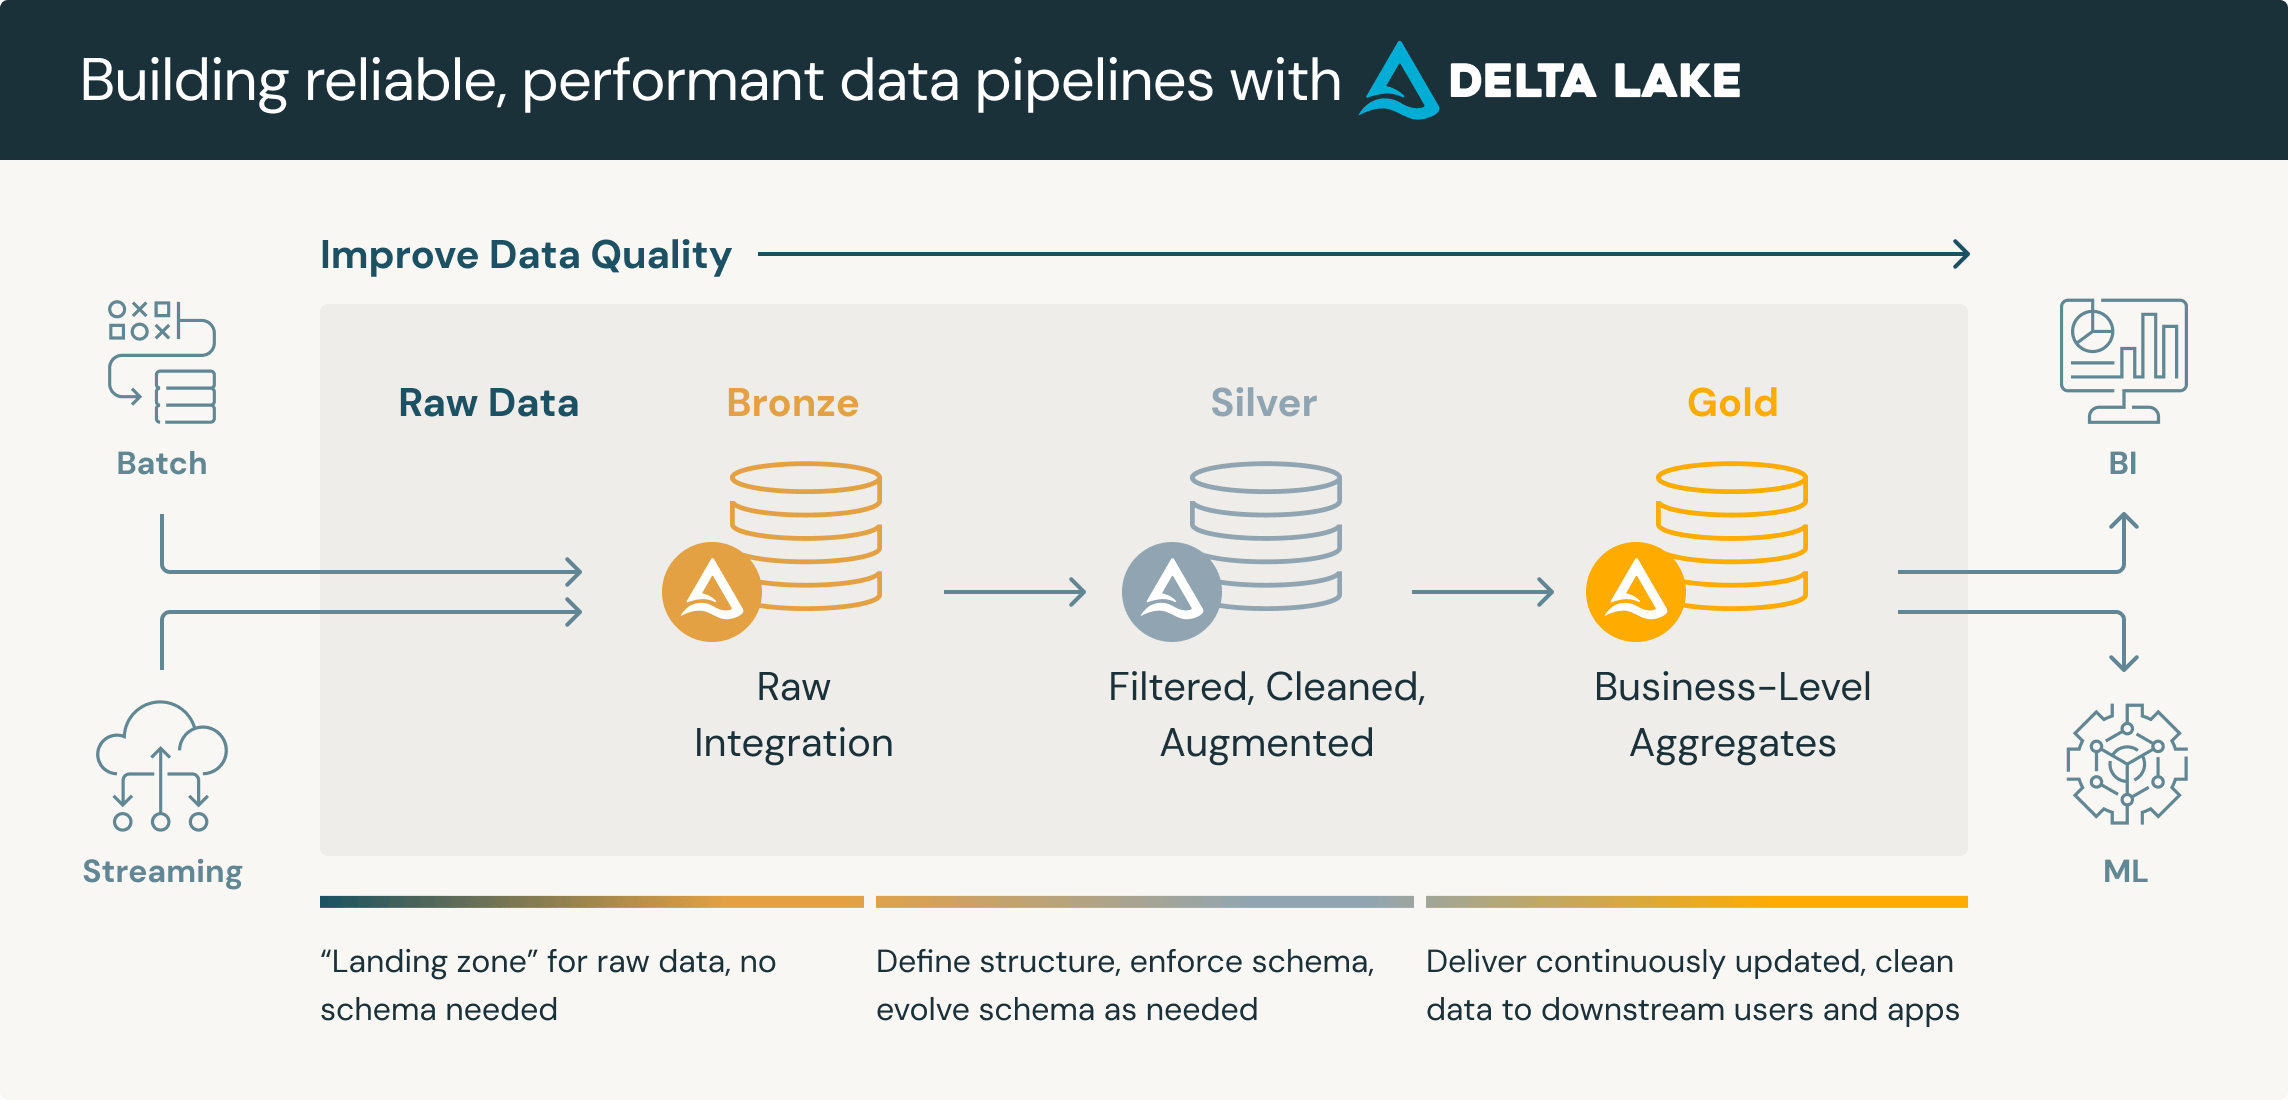 Building reliable, performant data pipelines with DELTA LAKE
Improve Data Quality
Batch
Streaming
Raw Data
Bronze
Silver
Gold
Raw
Integration
Filtered, Cleaned,
Augmented
Business-Level
Aggregates
BI
ML
“Landing zone” for raw data, no
schema needed
Define structure, enforce schema,
evolve schema as needed
Deliver continuously updated, clean
data to downstream users and apps